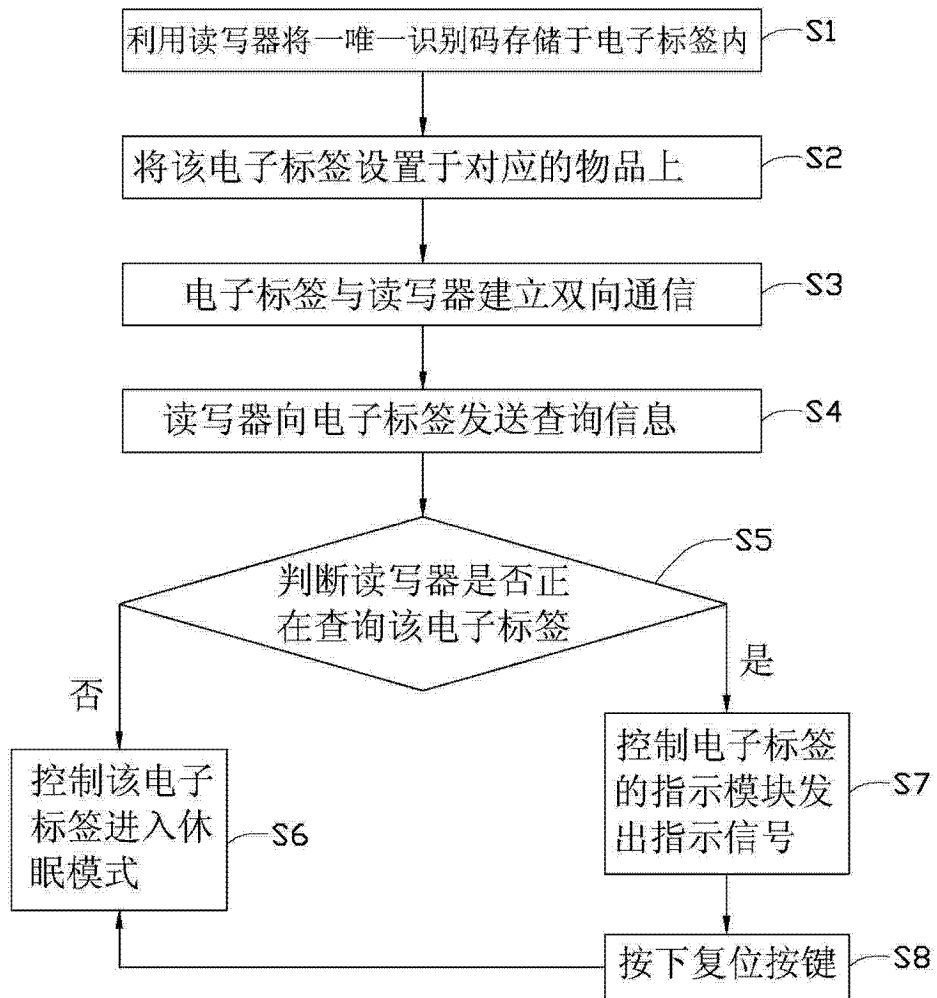 利用读写器将一唯一识别码存储于电子标签内
S1
将该电子标签设置于对应的物品上
S2
电子标签与读写器建立双向通信
S3
读写器向电子标签发送查询信息
S4
判断读写器是否正
在查询该电子标签
S5
否
是
控制该电子
标签进入休
眠模式
S6
控制电子标签
的指示模块发
出指示信号
S7
按下复位按键
S8